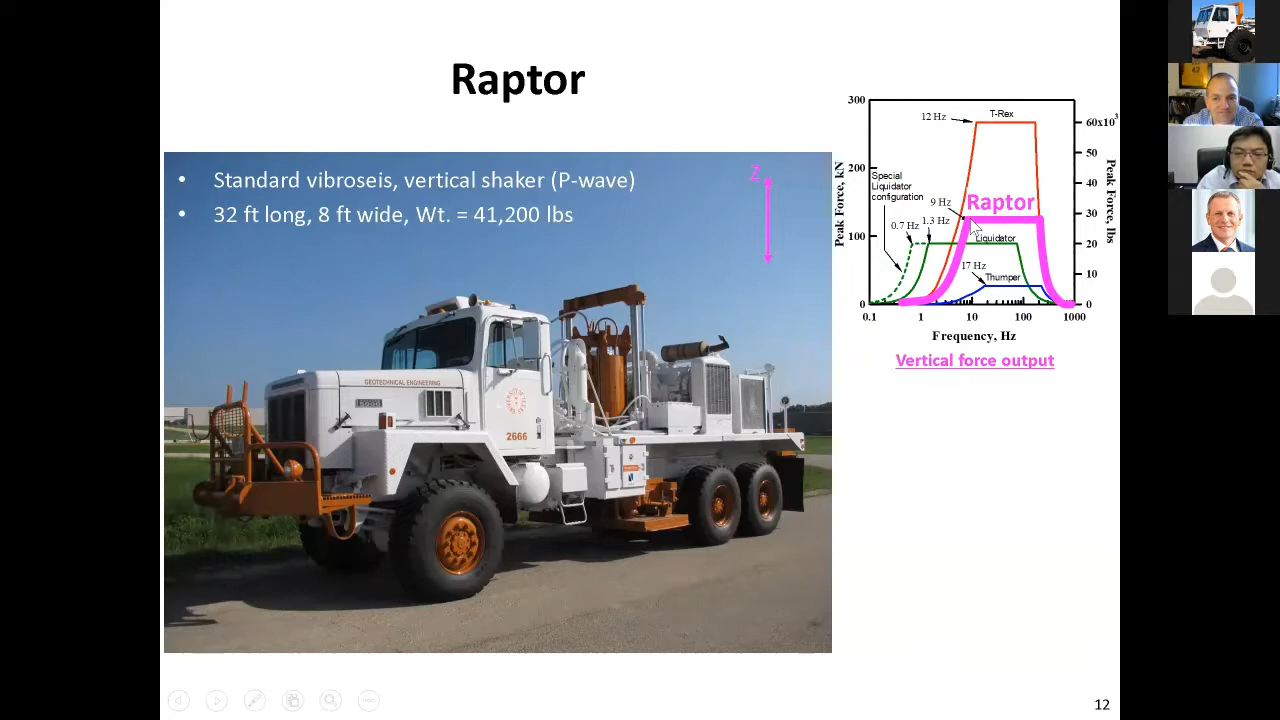 Raptor
• Standard vibroseis, vertical shaker (P-wave)
• 32 ft long, 8 ft wide, Wt. = 41,200 lbs
Z
GEOTECHNICAL ENGINEERING
2666
300
200
100
0
Peak Force, kN
60x10³
50
40
30
20
10
0
Peak Force, lbs
12 Hz
T-Rex
Special
Liquidator
configuration
9 Hz
Raptor
0.7 Hz
1.3 Hz
Liquidator
17 Hz
Thumper
0.1
1
10
100
1000
Frequency, Hz
Vertical force output
12